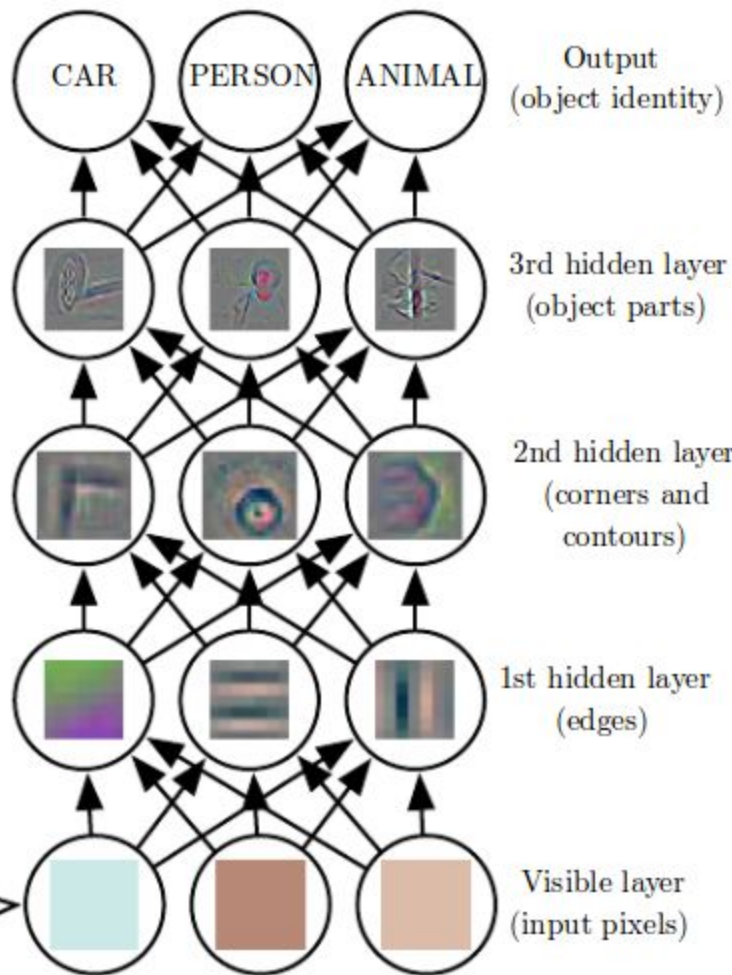 CAR PERSON ANIMAL
Output
(object identity)
3rd hidden layer
(object parts)
2nd hidden layer
(corners and
contours)
1st hidden layer
(edges)
Visible layer
(input pixels)